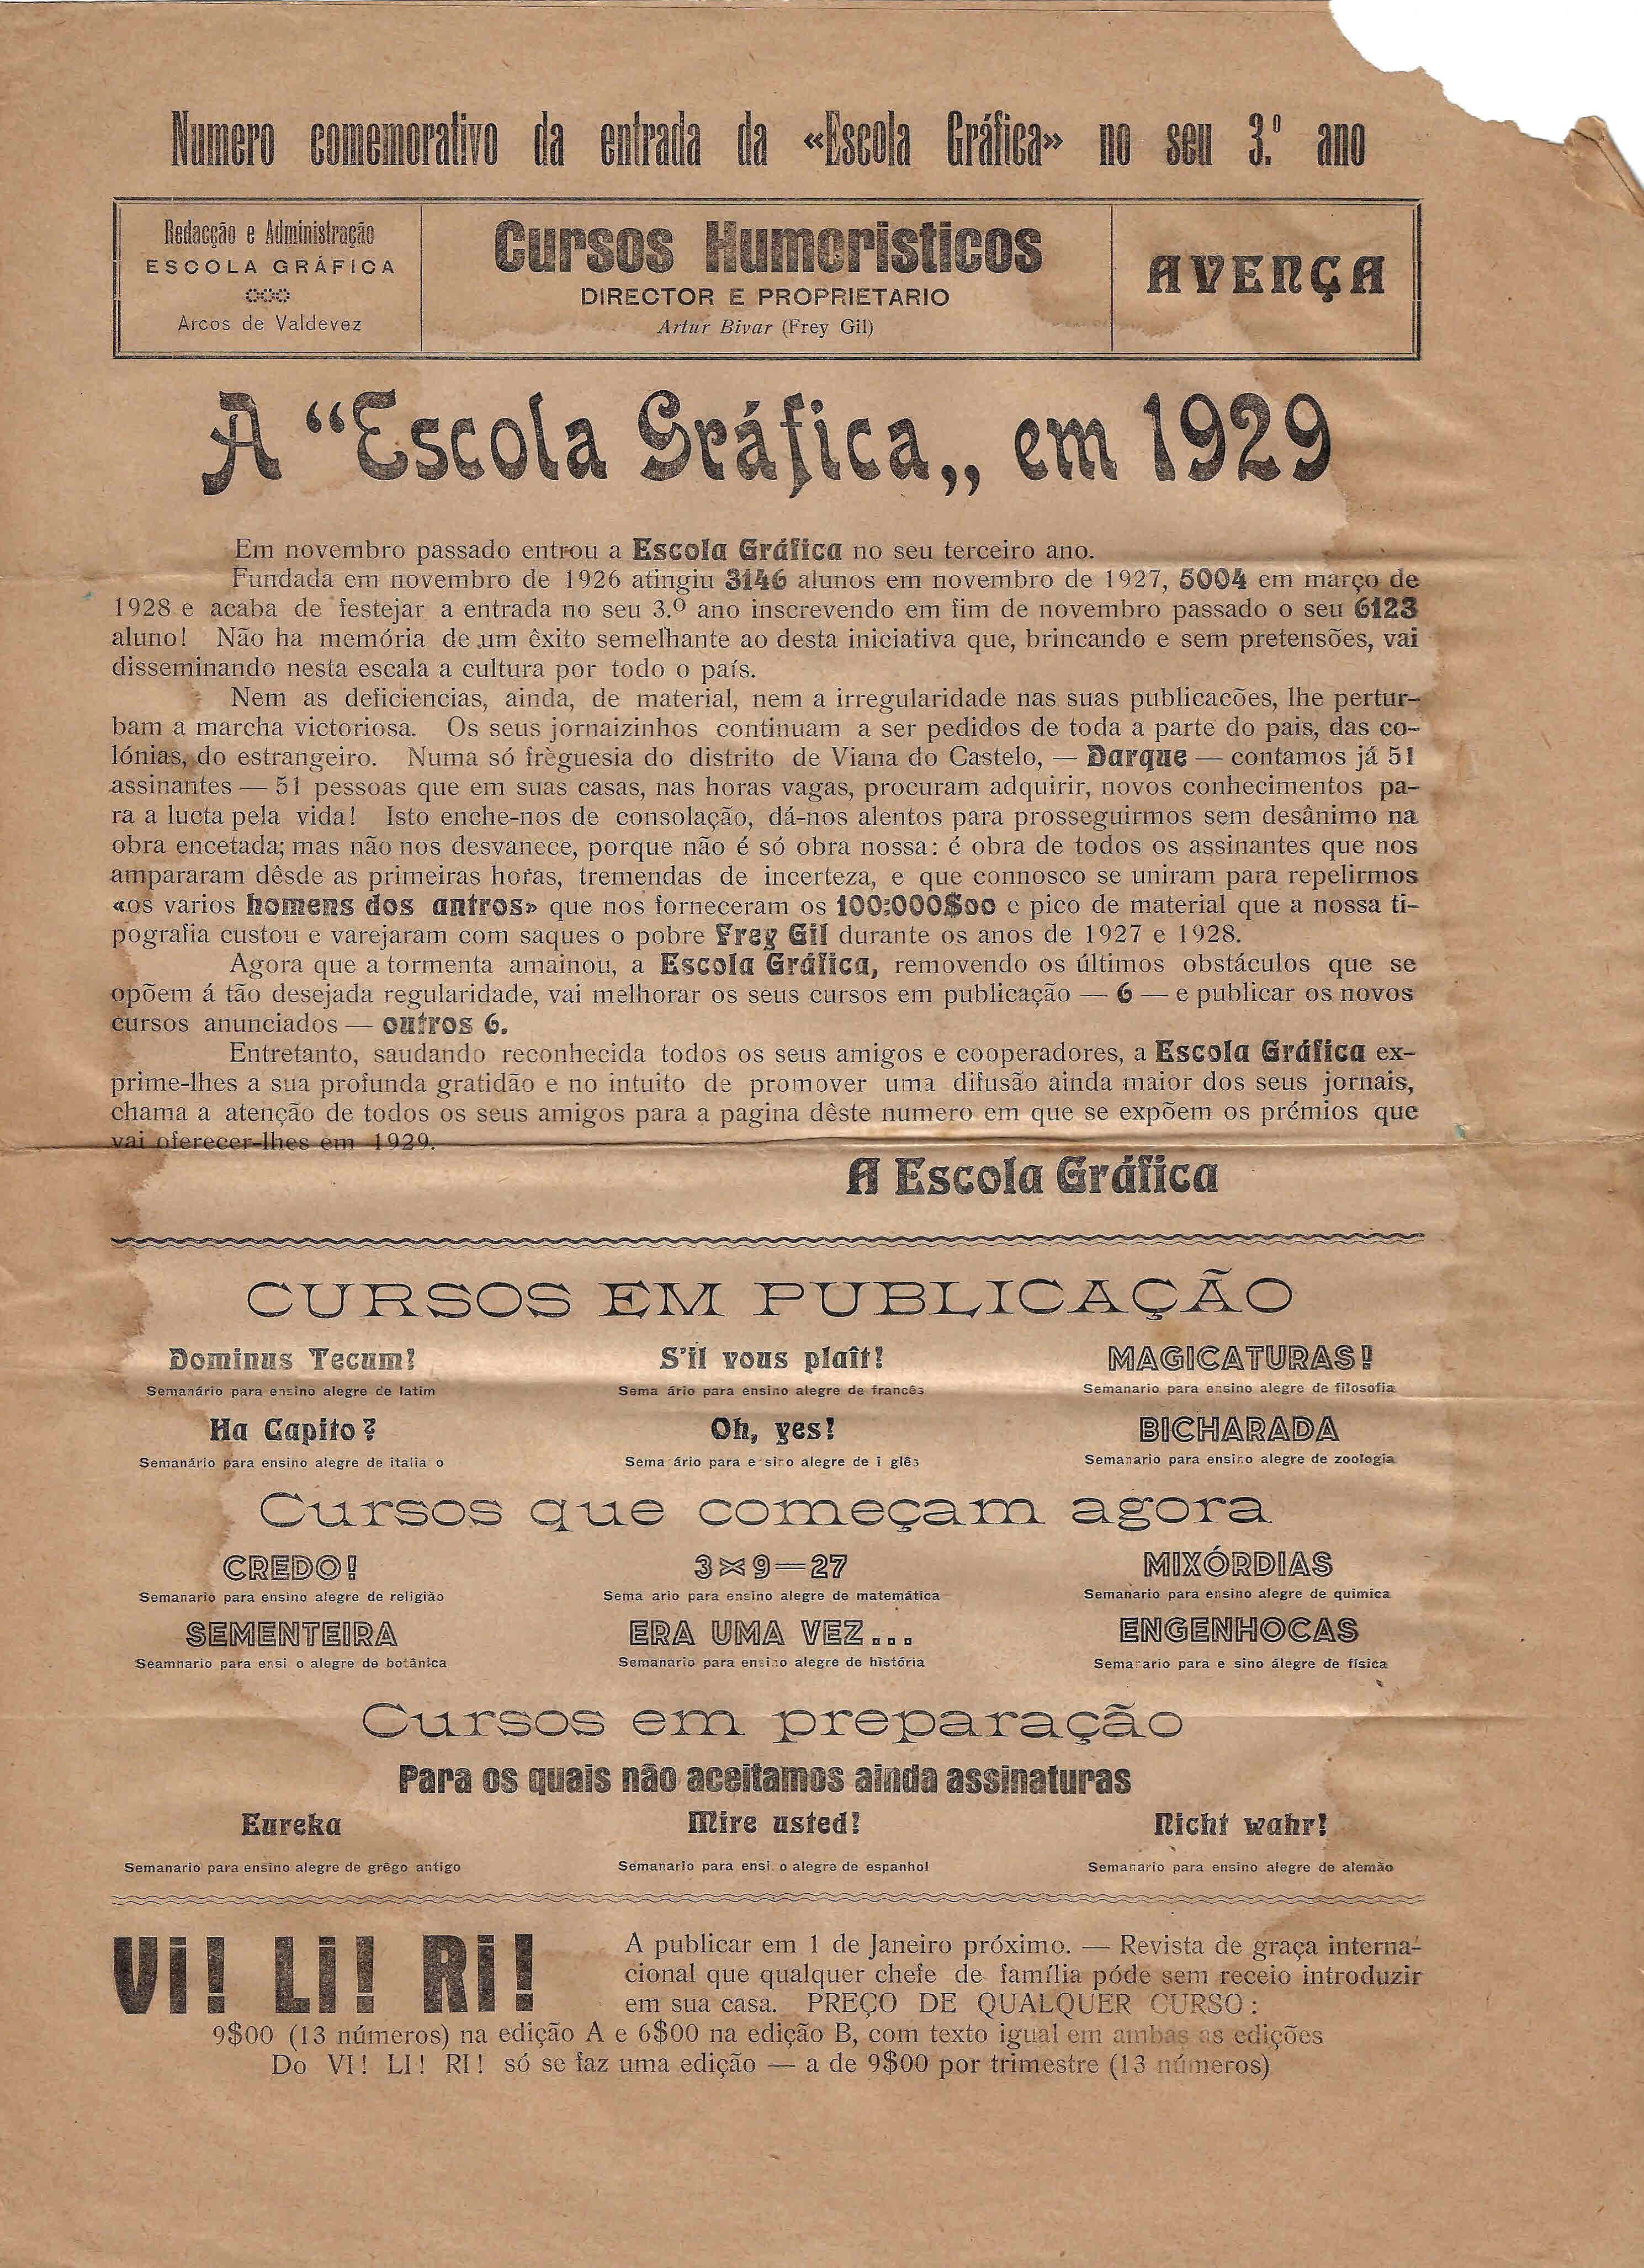 Numero comemorativo da entrada da «Escola Gráfica» no seu 3.º ano
Redacção e Administração
ESCOLA GRÁFICA
Arcos de Valdevez
Cursos Humoristicos
DIRECTOR E PROPRIETARIO
Artur Bivar (Frey Gil)
AVENÇA
A “Escola Gráfica„ em 1929
Em novembro passado entrou a Escola Gráfica no seu terceiro ano.
Fundada em novembro de 1926 atingiu 3146 alunos em novembro de 1927, 5004 em março de
1928 e acaba de festejar a entrada no seu 3.º ano inscrevendo em fim de novembro passado o seu 6123
aluno! Não ha memória de um êxito semelhante ao desta iniciativa que, brincando e sem pretensões, vai
disseminando nesta escala a cultura por todo o país.
Nem as deficiencias, ainda, de material, nem a irregularidade nas suas publicacões, lhe pertur-
bam a marcha victoriosa. Os seus jornaizinhos continuam a ser pedidos de toda a parte do pais, das co-
lónias, do estrangeiro. Numa só frèguesia do distrito de Viana do Castelo, — Darque — contamos já 51
assinantes — 51 pessoas que em suas casas, nas horas vagas, procuram adquirir, novos conhecimentos pa-
ra a lucta pela vida! Isto enche-nos de consolação, dá-nos alentos para prosseguirmos sem desânimo na
obra encetada; mas não nos desvanece, porque não é só obra nossa: é obra de todos os assinantes que nos
ampararam dêsde as primeiras horas, tremendas de incerteza, e que connosco se uniram para repelirmos
«os varios homens dos antros» que nos forneceram os 100:000$00 e pico de material que a nossa ti-
pografia custou e varejaram com saques o pobre Frey Gil durante os anos de 1927 e 1928.
Agora que a tormenta amainou, a Escola Gráfica, removendo os últimos obstáculos que se
opõem á tão desejada regularidade, vai melhorar os seus cursos em publicação — 6 — e publicar os novos
cursos anunciados — outros 6.
Entretanto, saudando reconhecida todos os seus amigos e cooperadores, a Escola Gráfica ex-
prime-lhes a sua profunda gratidão e no intuito de promover uma difusão ainda maior dos seus jornais,
chama a atenção de todos os seus amigos para a pagina dêste numero em que se expõem os prémios que
vai oferecer-lhes em 1929.
A Escola Gráfica
CURSOS EM PUBLICAÇÃO
Dominus Tecum! S'il vous plaît! MAGICATURAS!
Semanário para ensino alegre de latim Sema ário para ensino alegre de francês Semanario para ensino alegre de filosofia
Ha Capito? Oh, yes! BICHARADA
Semanário para ensino alegre de italia o Sema ário para e sino alegre de i glês Semanario para ensino alegre de zoologia
Cursos que começam agora
CREDO! 3×9=27 MIXÓRDIAS
Semanario para ensino alegre de religião Sema ario para ensino alegre de matemática Semanario para ensino alegre de quimica
SEMENTEIRA ERA UMA VEZ... ENGENHOCAS
Seamnario para ensi o alegre de botânica Semanario para ensino alegre de història Semanario para e sino álegre de física
Cursos em preparação
Para os quais não aceitamos ainda assinaturas
Eureka Mire usted! Nicht wahr!
Semanario para ensino alegre de grêgo antigo Semanario para ensi o alegre de espanhol Semanario para ensino alegre de alemão
Vi! Li! Ri!
A publicar em 1 de Janeiro próximo. — Revista de graça interna-
cional que qualquer chefe de família póde sem receio introduzir
em sua casa. PREÇO DE QUALQUER CURSO:
9$00 (13 números) na edição A e 6$00 na edição B, com texto igual em ambas as edições
Do VI! LI! RI! só se faz uma edição — a de 9$00 por trimestre (13 números)